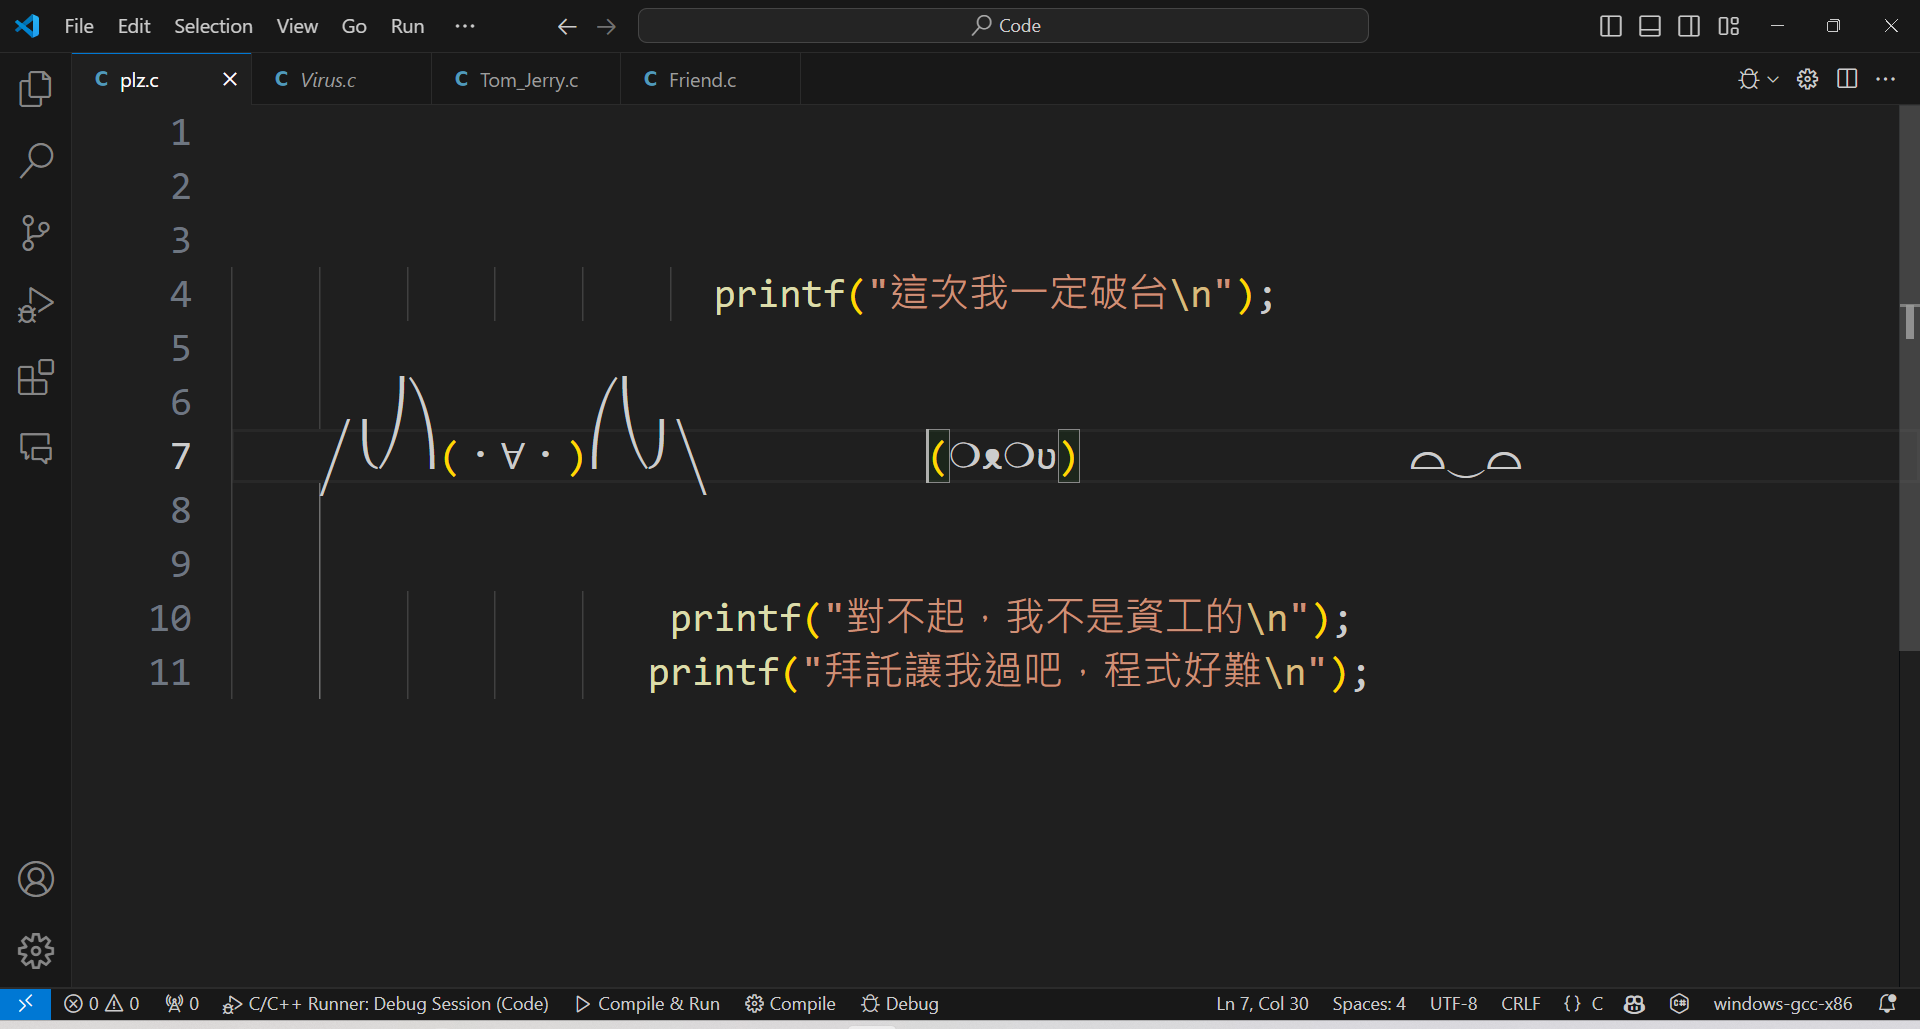 File Edit Selection View Go Run ··· Code
C plz.c C Virus.c C Tom_Jerry.c C Friend.c
1
2
3
4 printf("這次我一定破台\n");
5
6
7 (・∀・) (❍ᴥ❍ʋ) ⌓‿⌓
8
9
10 printf("對不起，我不是資工的\n");
11 printf("拜託讓我過吧，程式好難\n");
0 0 0 C/C++ Runner: Debug Session (Code) Compile & Run Compile Debug Ln 7, Col 30 Spaces: 4 UTF-8 CRLF {} C windows-gcc-x86